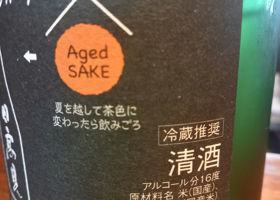 Aged
SAKE
夏を越して茶色に
変わったら飲みごろ
冷蔵推奨
清酒
アルコール分16度
原材料名 米(国産)、